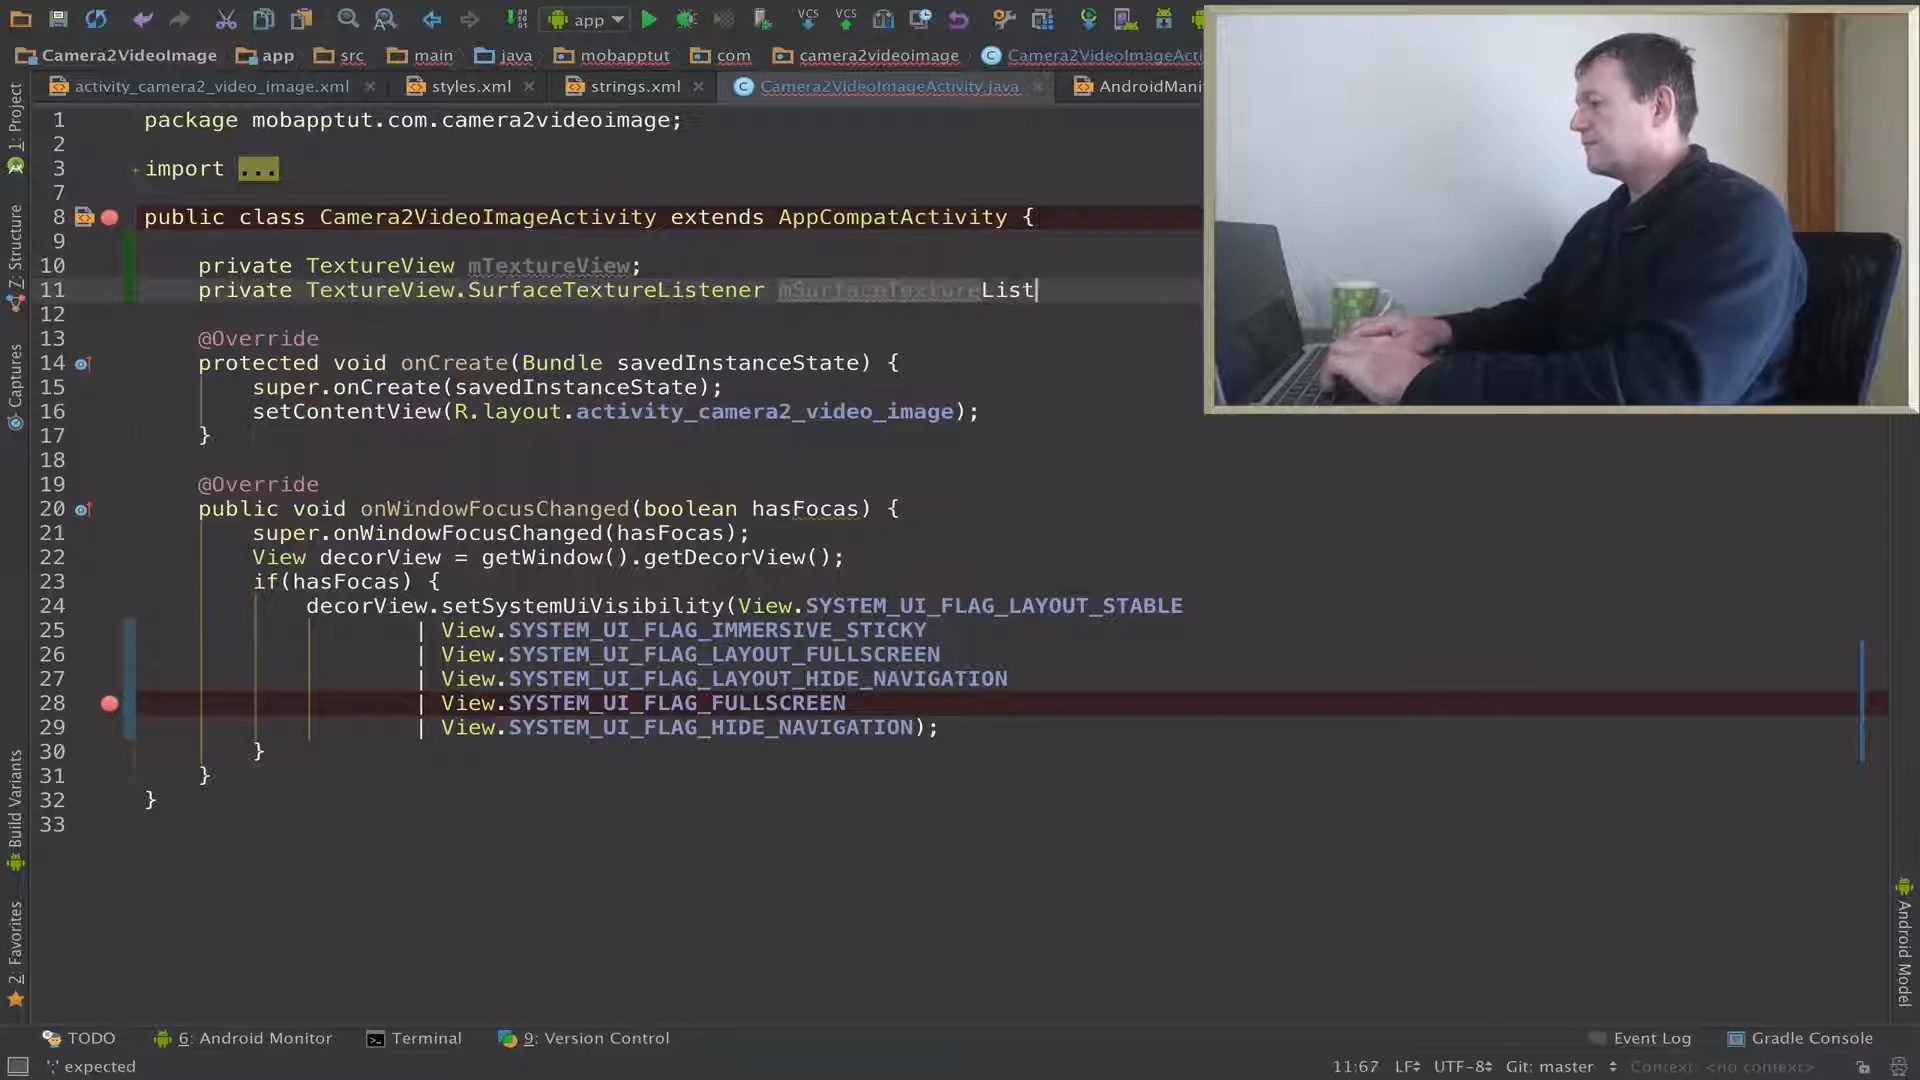 app
Camera2VideoImage app src main java mobapptut com camera2videoimage Camera2VideoImageActi
activity_camera2_video_image.xml styles.xml strings.xml Camera2VideoImageActivity.java AndroidMani
1: Project
7: Structure
Captures
Build Variants
2: Favorites
Android Model
1 package mobapptut.com.camera2videoimage;
2
3 import ...
7
8 public class Camera2VideoImageActivity extends AppCompatActivity {
9
10 private TextureView mTextureView;
11 private TextureView.SurfaceTextureListener mSurfaceTextureList
12
13 @Override
14 protected void onCreate(Bundle savedInstanceState) {
15 super.onCreate(savedInstanceState);
16 setContentView(R.layout.activity_camera2_video_image);
17 }
18
19 @Override
20 public void onWindowFocusChanged(boolean hasFocas) {
21 super.onWindowFocusChanged(hasFocas);
22 View decorView = getWindow().getDecorView();
23 if(hasFocas) {
24 decorView.setSystemUiVisibility(View.SYSTEM_UI_FLAG_LAYOUT_STABLE
25 | View.SYSTEM_UI_FLAG_IMMERSIVE_STICKY
26 | View.SYSTEM_UI_FLAG_LAYOUT_FULLSCREEN
27 | View.SYSTEM_UI_FLAG_LAYOUT_HIDE_NAVIGATION
28 | View.SYSTEM_UI_FLAG_FULLSCREEN
29 | View.SYSTEM_UI_FLAG_HIDE_NAVIGATION);
30 }
31 }
32 }
33
TODO 6: Android Monitor Terminal 9: Version Control Event Log Gradle Console
';' expected 11:67 LF UTF-8 Git: master Context: <no context>